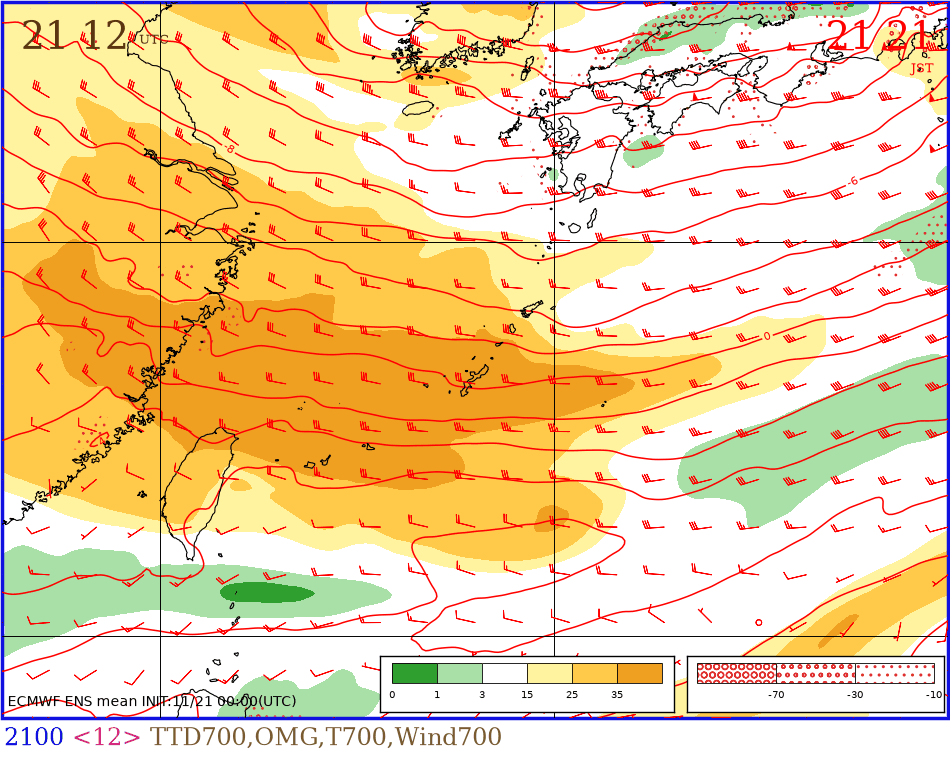 21 12 UTC
21 21 JST
-8
-6
0
4
0 1 3 15 25 35
-70 -30 -10
ECMWF ENS mean INIT:11/21 00:00(UTC)
2100 <12> TTD700,OMG,T700,Wind700